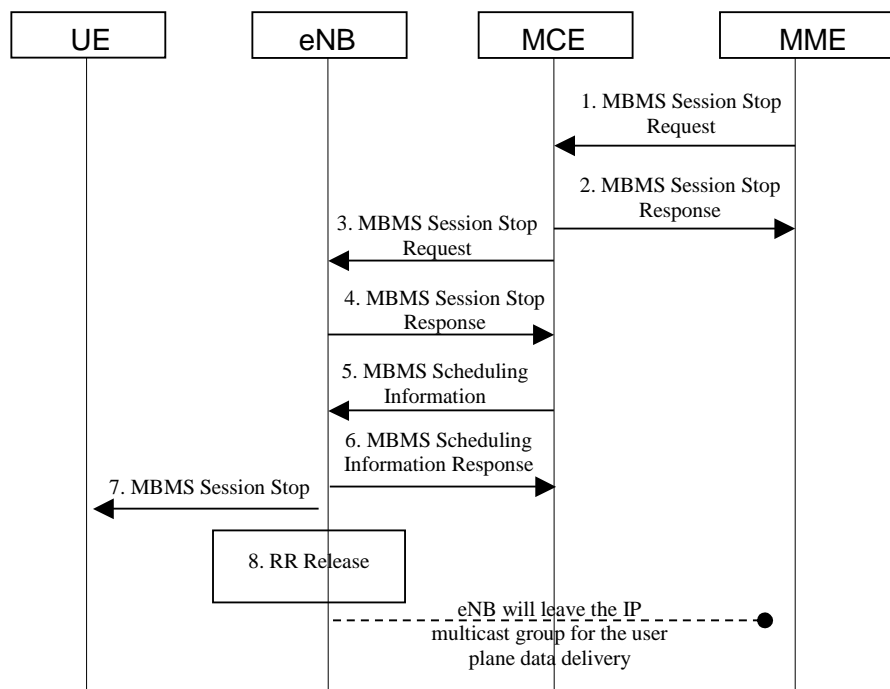 UE
eNB
MCE
MME
1. MBMS Session Stop
Request
2. MBMS Session Stop
Response
3. MBMS Session Stop
Request
4. MBMS Session Stop
Response
5. MBMS Scheduling
Information
6. MBMS Scheduling
Information Response
7. MBMS Session Stop
8. RR Release
eNB will leave the IP
multicast group for the user
plane data delivery